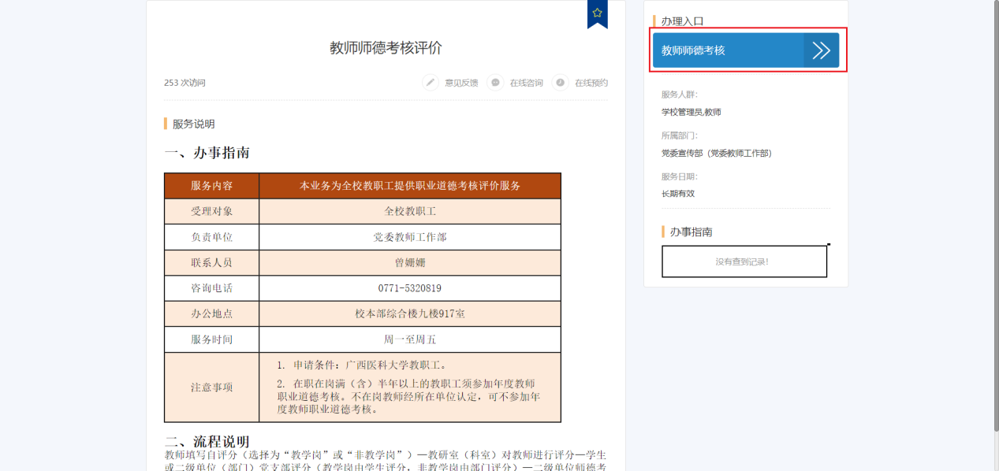 教师师德考核评价
253 次访问
意见反馈 在线咨询 在线预约
服务说明
一、办事指南
服务内容 本业务为全校教职工提供职业道德考核评价服务
受理对象 全校教职工
负责单位 党委教师工作部
联系人员 曾姗姗
咨询电话 0771-5320819
办公地点 校本部综合楼九楼917室
服务时间 周一至周五
注意事项
1. 申请条件：广西医科大学教职工。
2. 在职在岗满（含）半年以上的教职工须参加年度教师
职业道德考核。不在岗教师经所在单位认定，可不参加年
度教师职业道德考核。
二、流程说明
教师填写自评分（选择为“教学岗”或“非教学岗”）—教研室（科室）对教师进行评分—学生
或二级单位（部门）党支部评分（教学岗由学生评分，非教学岗由部门评分）—二级单位师德考
办理入口
教师师德考核
服务人群：
学校管理员,教师
所属部门：
党委宣传部（党委教师工作部）
服务日期：
长期有效
办事指南
没有查到记录！